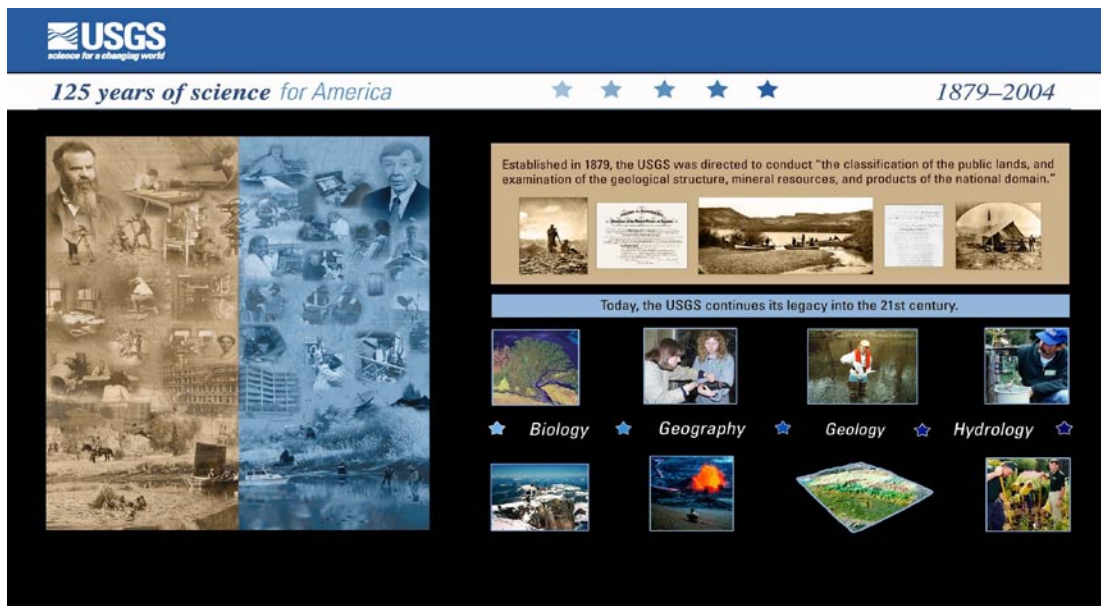 USGS
science for a changing world
125 years of science for America
1879–2004
Established in 1879, the USGS was directed to conduct "the classification of the public lands, and
examination of the geological structure, mineral resources, and products of the national domain."
Today, the USGS continues its legacy into the 21st century.
Biology Geography Geology Hydrology